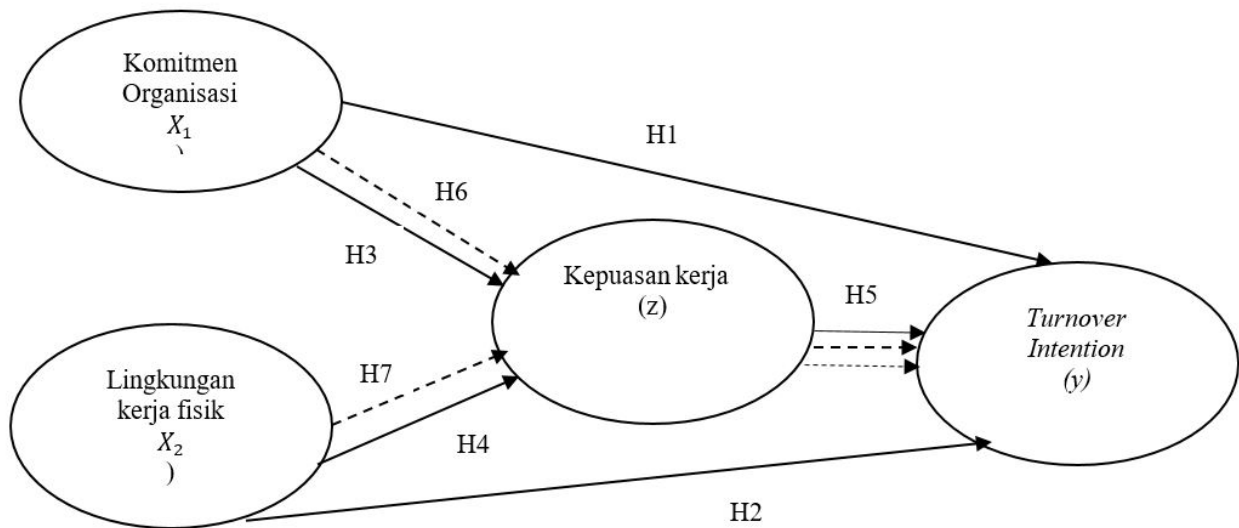 Komitmen
Organisasi
X₁
)
H1
H6
H3
Kepuasan kerja
(z)
H5
Turnover
Intention
(y)
Lingkungan
kerja fisik
X₂
)
H7
H4
H2